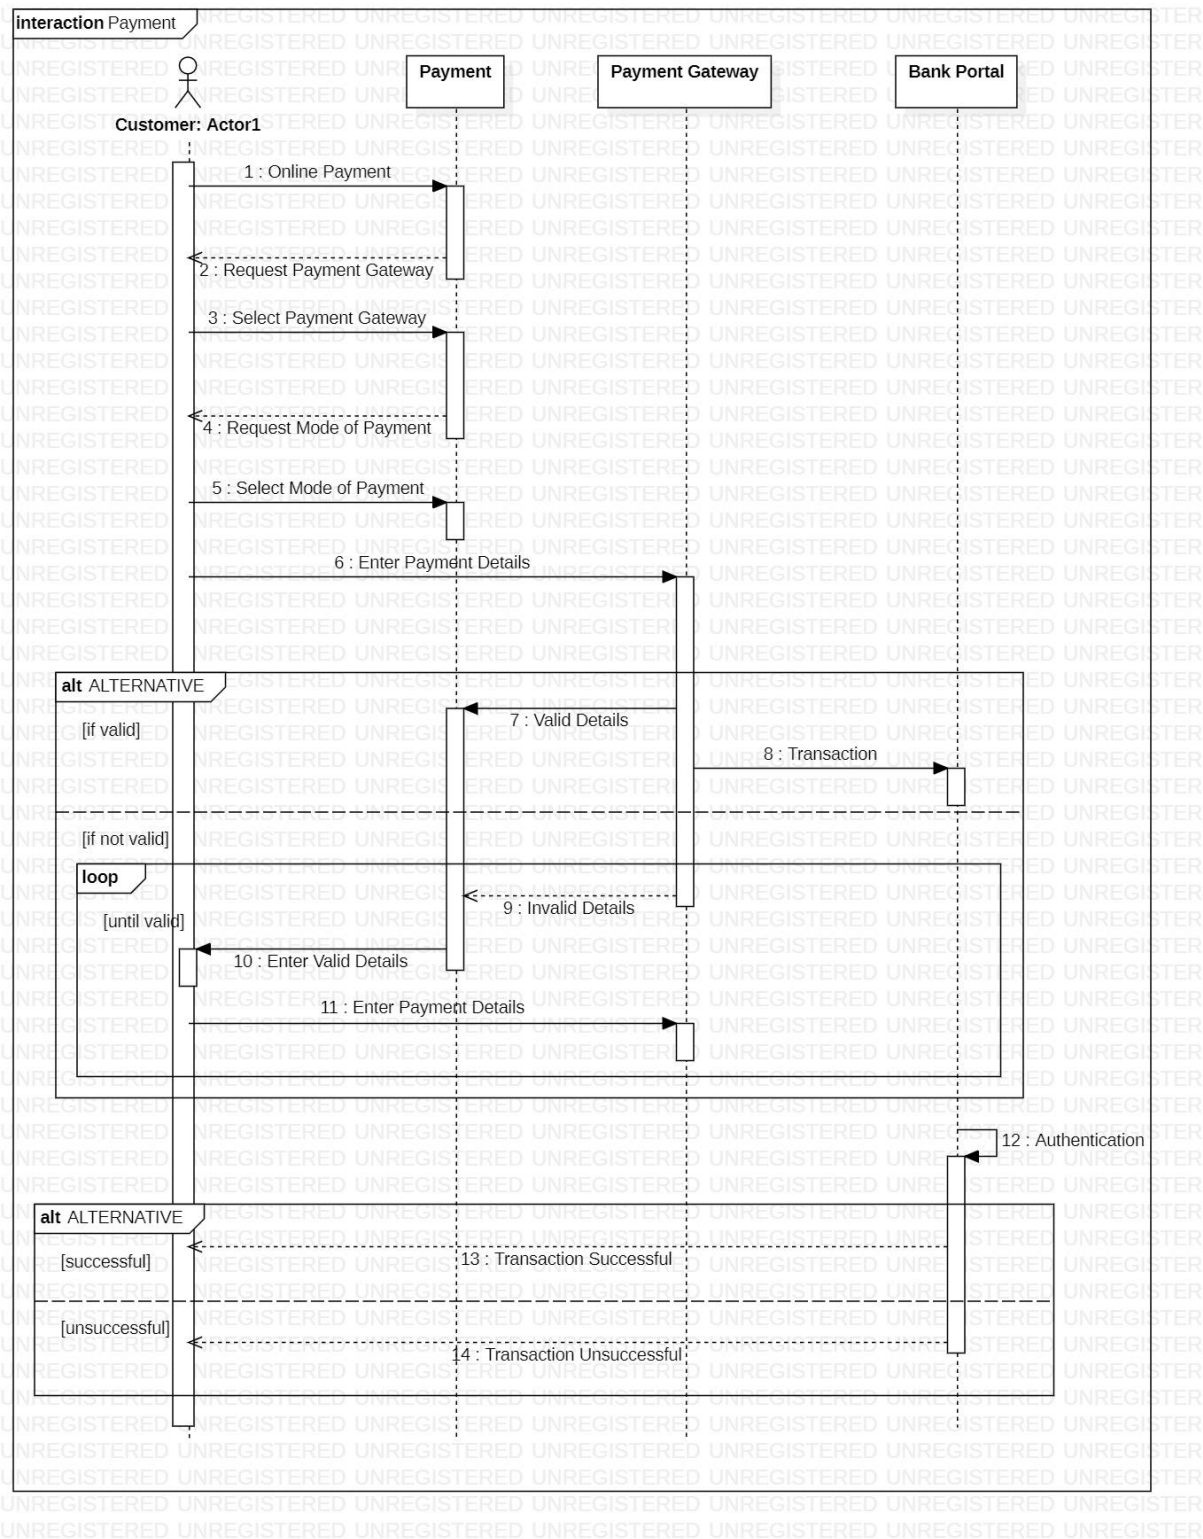 interaction Payment
Customer: Actor1
Payment
Payment Gateway
Bank Portal
1 : Online Payment
2 : Request Payment Gateway
3 : Select Payment Gateway
4 : Request Mode of Payment
5 : Select Mode of Payment
6 : Enter Payment Details
alt ALTERNATIVE
[if valid]
7 : Valid Details
8 : Transaction
[if not valid]
loop
[until valid]
9 : Invalid Details
10 : Enter Valid Details
11 : Enter Payment Details
12 : Authentication
alt ALTERNATIVE
[successful]
13 : Transaction Successful
[unsuccessful]
14 : Transaction Unsuccessful
UNREGISTERED